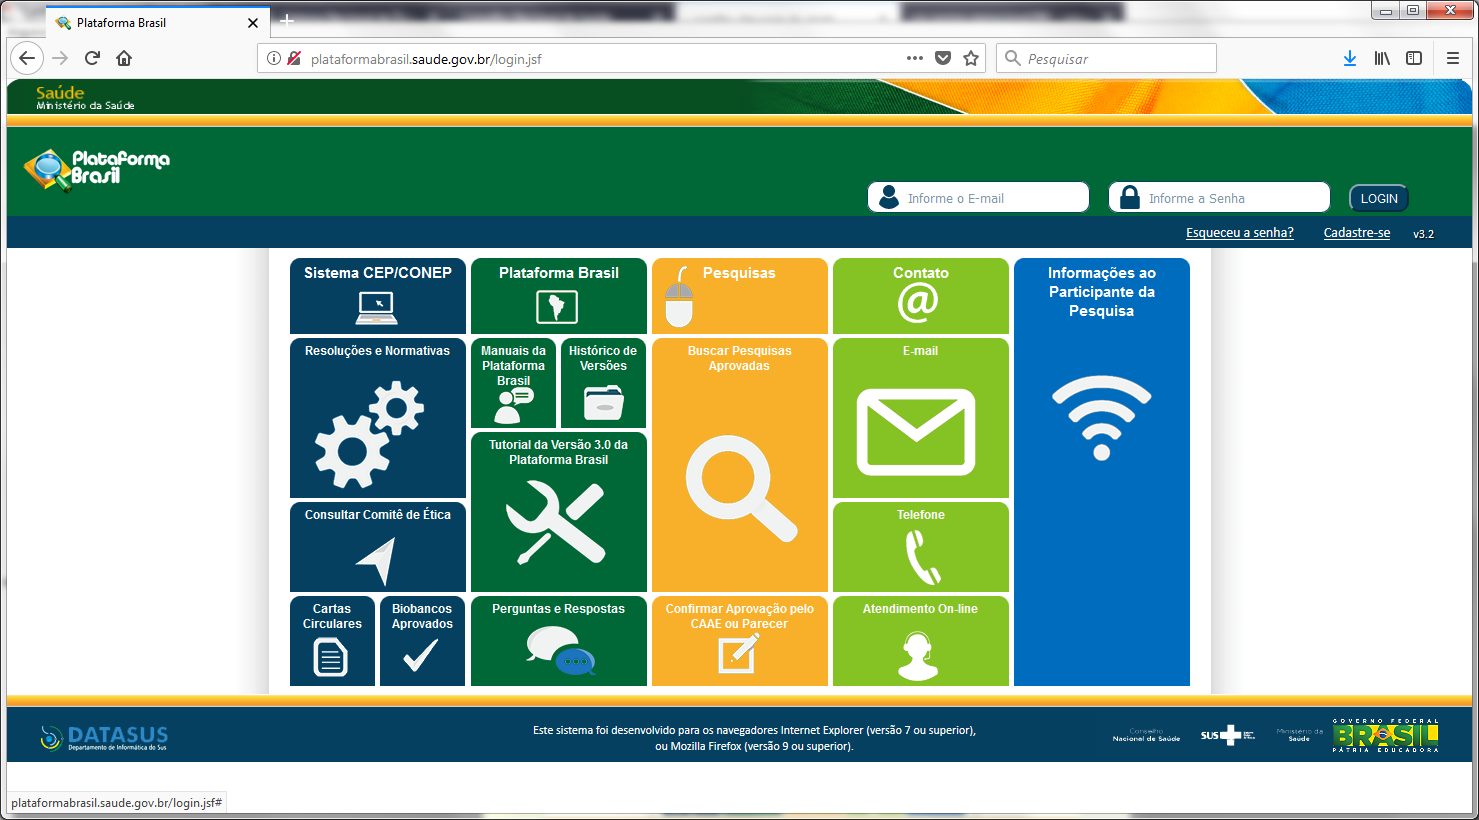 Plataforma Brasil
plataformabrasil.saude.gov.br/login.jsf
Pesquisar
Saúde
Ministério da Saúde
Plataforma
Brasil
Informe o E-mail
Informe a Senha
LOGIN
Esqueceu a senha?
Cadastre-se
v3.2
Sistema CEP/CONEP
Plataforma Brasil
Pesquisas
Contato
Informações ao
Participante da
Pesquisa
Resoluções e Normativas
Manuais da
Plataforma
Brasil
Histórico de
Versões
Buscar Pesquisas
Aprovadas
E-mail
Tutorial da Versão 3.0 da
Plataforma Brasil
Consultar Comitê de Ética
Telefone
Cartas
Circulares
Biobancos
Aprovados
Perguntas e Respostas
Confirmar Aprovação pelo
CAAE ou Parecer
Atendimento On-line
DATASUS
Departamento de Informática do Sus
Este sistema foi desenvolvido para os navegadores Internet Explorer (versão 7 ou superior),
ou Mozilla Firefox (versão 9 ou superior).
Conselho
Nacional de Saúde
SUS
Ministério da
Saúde
GOVERNO FEDERAL
BRASIL
PÁTRIA EDUCADORA
plataformabrasil.saude.gov.br/login.jsf#